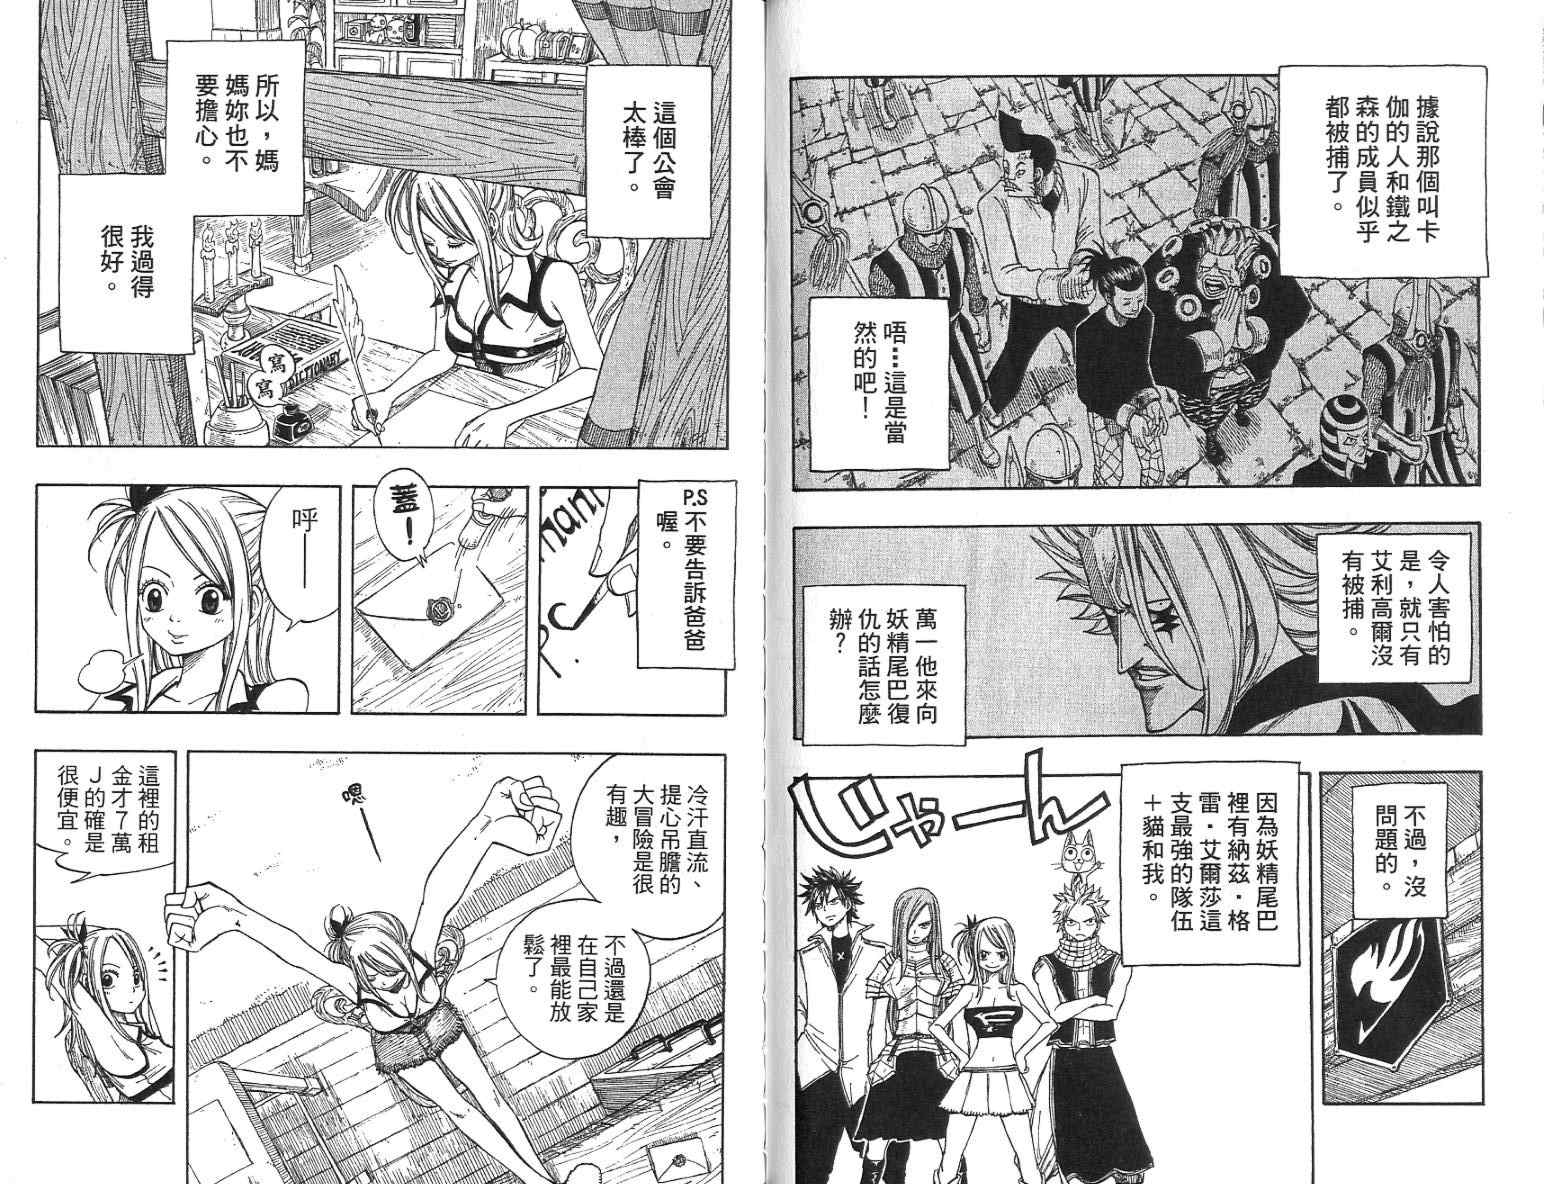 據說那個叫卡
伽的人和鐵之
森的成員似乎
都被捕了。
唔…這是當
然的吧！
令人害怕的
是，就只有
艾利高爾沒
有被捕。
萬一他來向
妖精尾巴復
仇的話怎麼
辦？
不過，沒
問題的。
因為妖精尾巴
裡有納茲·格
雷·艾爾莎這
支最強的隊伍
＋貓和我。
じゃーん
這個公會
太棒了。
所以，媽
媽妳也不
要擔心。
我過得
很好。
寫
寫
DICTIONARY
P.S
不要告訴爸爸
喔。
P.S.
蓋！
呼—
冷汗直流、
提心吊膽的
大冒險是很
有趣，
嗯—
不過還是
在自己家
裡最能放
鬆了。
這裡的租
金才7萬
J的確是
很便宜。